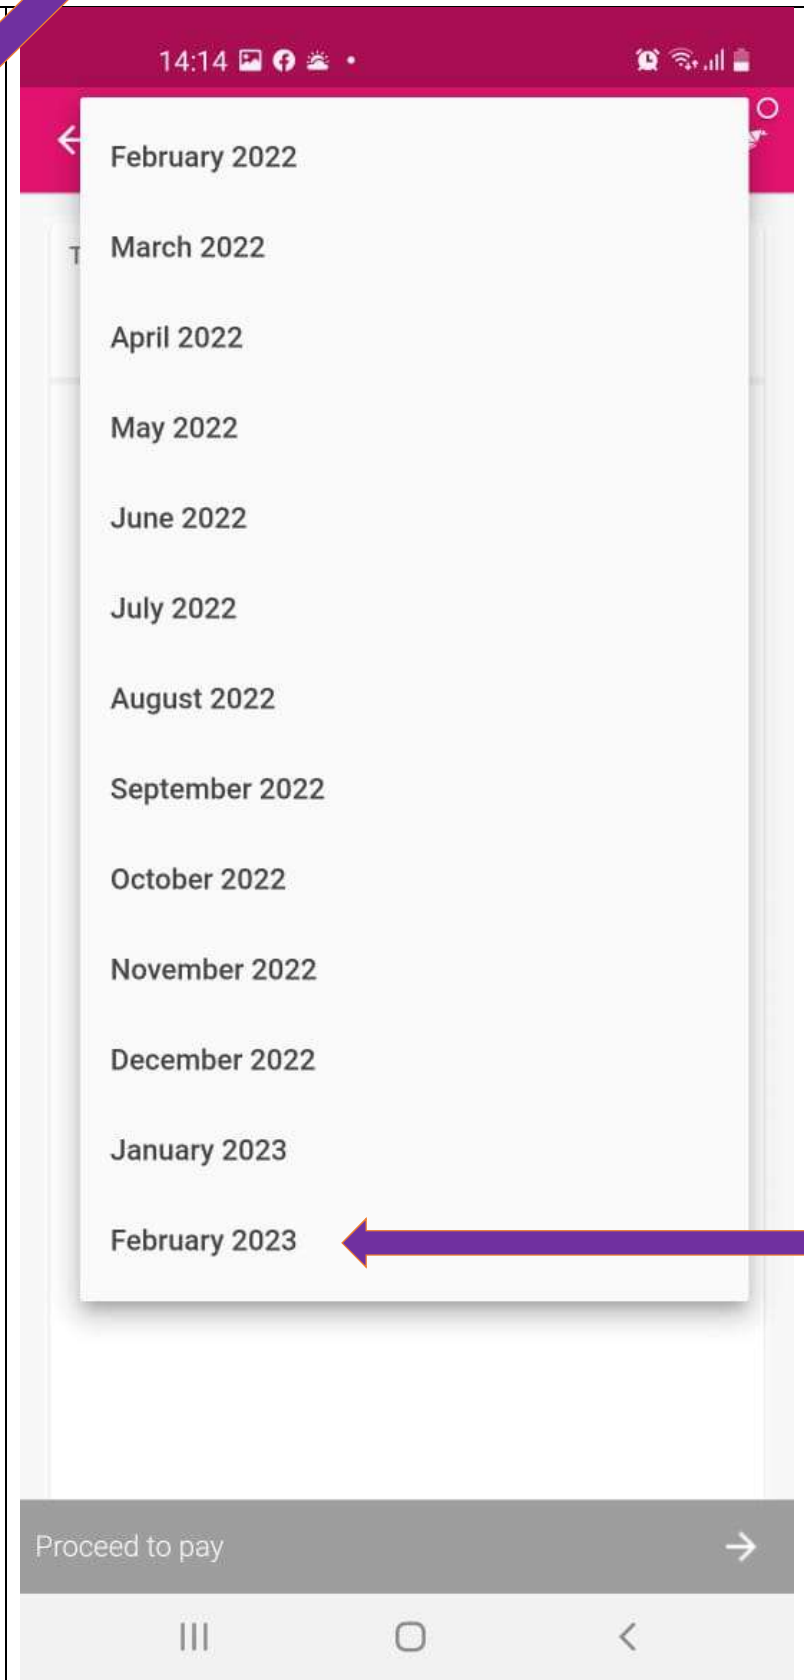 14:14
February 2022
T
March 2022
April 2022
May 2022
June 2022
July 2022
August 2022
September 2022
October 2022
November 2022
December 2022
January 2023
February 2023
Proceed to pay